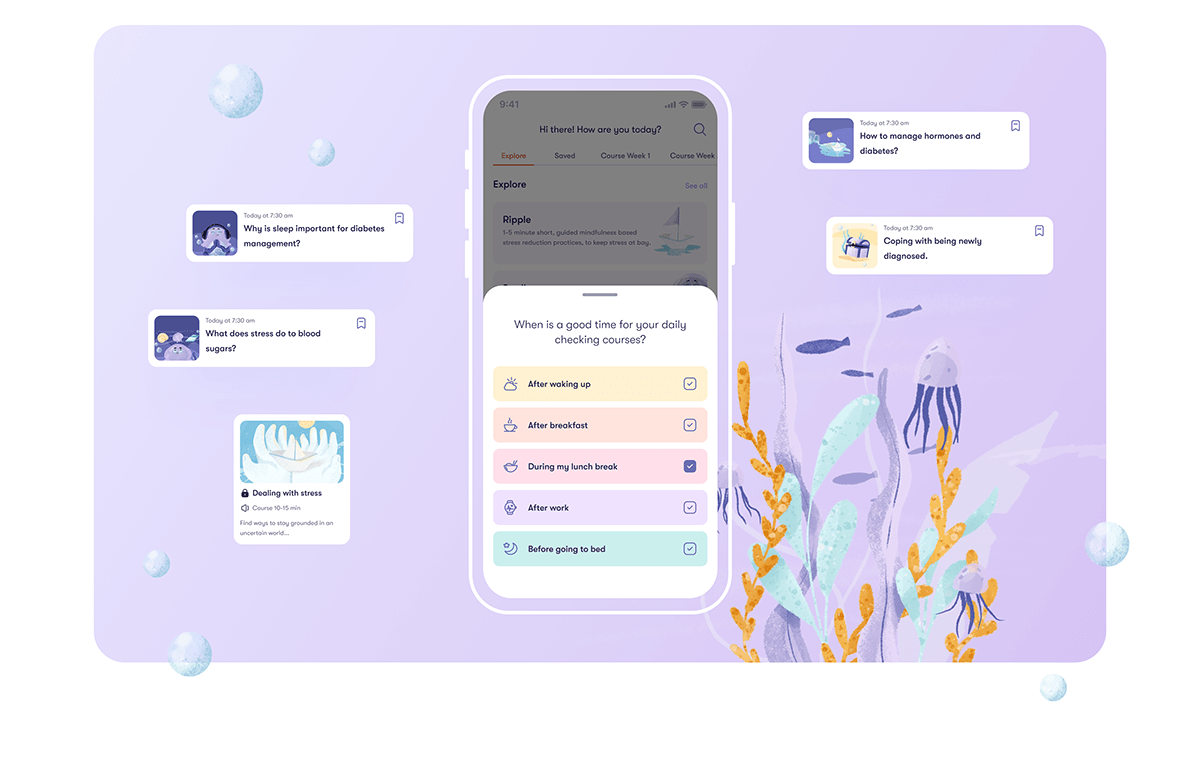 9:41
Hi there! How are you today?
Explore
Saved
Course Week 1
Course Week
Explore
See all
Ripple
1-5 minute short, guided mindfulness based
stress reduction practices, to keep stress at bay.
When is a good time for your daily
checking courses?
After waking up
After breakfast
During my lunch break
After work
Before going to bed
Today at 7:30 am
Why is sleep important for diabetes
management?
Today at 7:30 am
What does stress do to blood
sugars?
Dealing with stress
Course 10-15 min
Find ways to stay grounded in an
uncertain world...
Today at 7:30 am
How to manage hormones and
diabetes?
Today at 7:30 am
Coping with being newly
diagnosed.